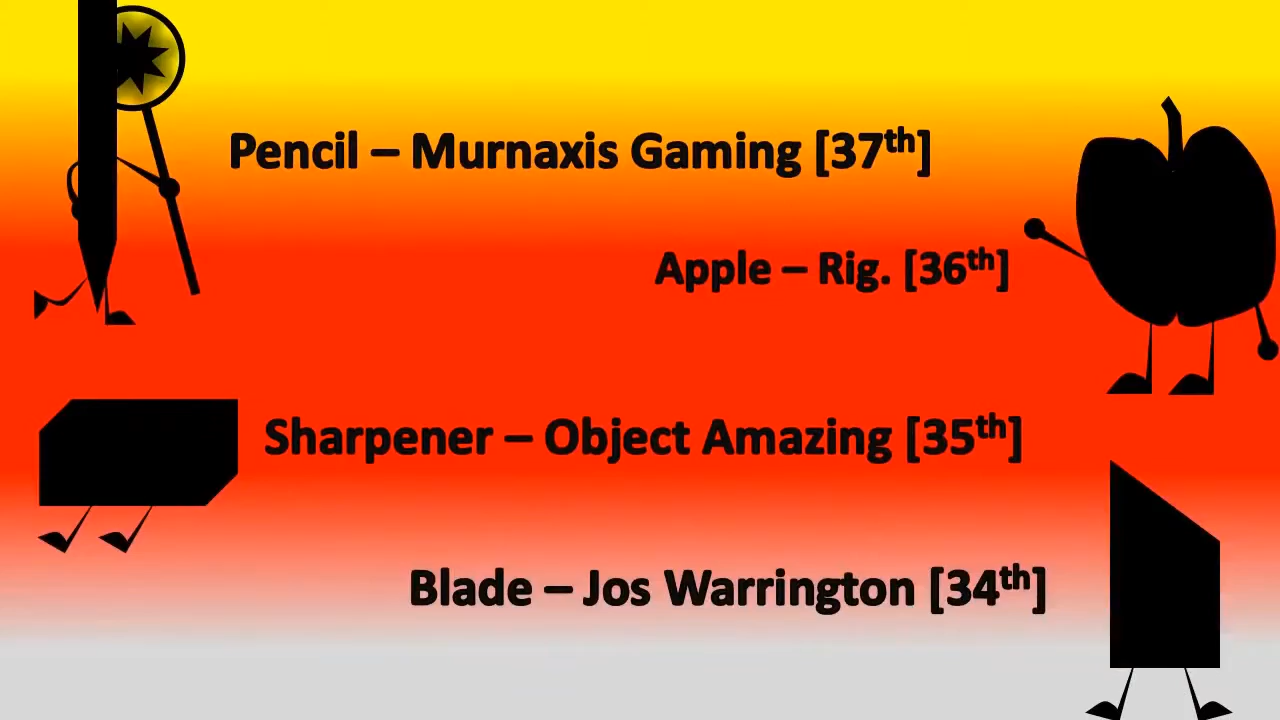 Pencil – Murnaxis Gaming [37th]
Apple – Rig. [36th]
Sharpener – Object Amazing [35th]
Blade – Jos Warrington [34th]